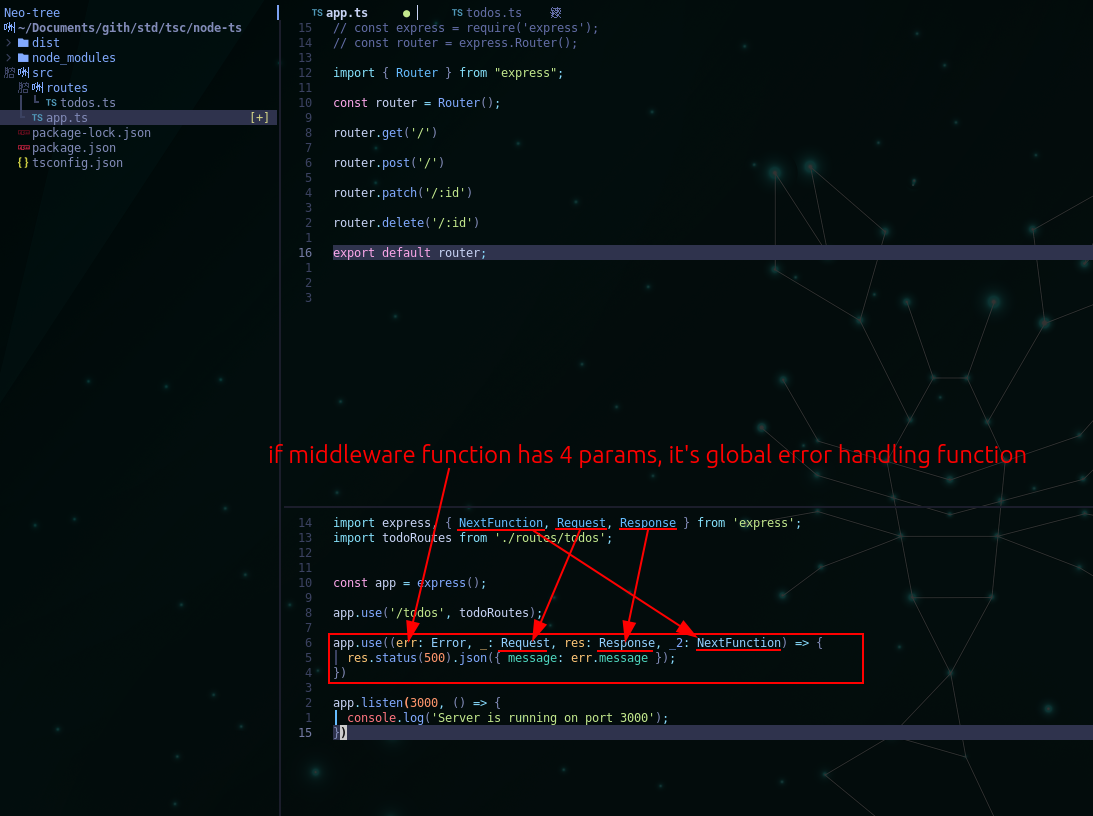 Neo-tree
~/Documents/gith/std/tsc/node-ts
dist
node_modules
src
routes
todos.ts
TS app.ts [+]
package-lock.json
package.json
{} tsconfig.json
TS app.ts ● TS todos.ts
15 // const express = require('express');
14 // const router = express.Router();
13
12 import { Router } from "express";
11
10 const router = Router();
9
8 router.get('/')
7
6 router.post('/')
5
4 router.patch('/:id')
3
2 router.delete('/:id')
1
16 export default router;
1
2
3
if middleware function has 4 params, it's global error handling function
14 import express, { NextFunction, Request, Response } from 'express';
13 import todoRoutes from './routes/todos';
12
11
10 const app = express();
9
8 app.use('/todos', todoRoutes);
7
6 app.use((err: Error, _: Request, res: Response, _2: NextFunction) => {
5 res.status(500).json({ message: err.message });
4 })
3
2 app.listen(3000, () => {
1 console.log('Server is running on port 3000');
15 })